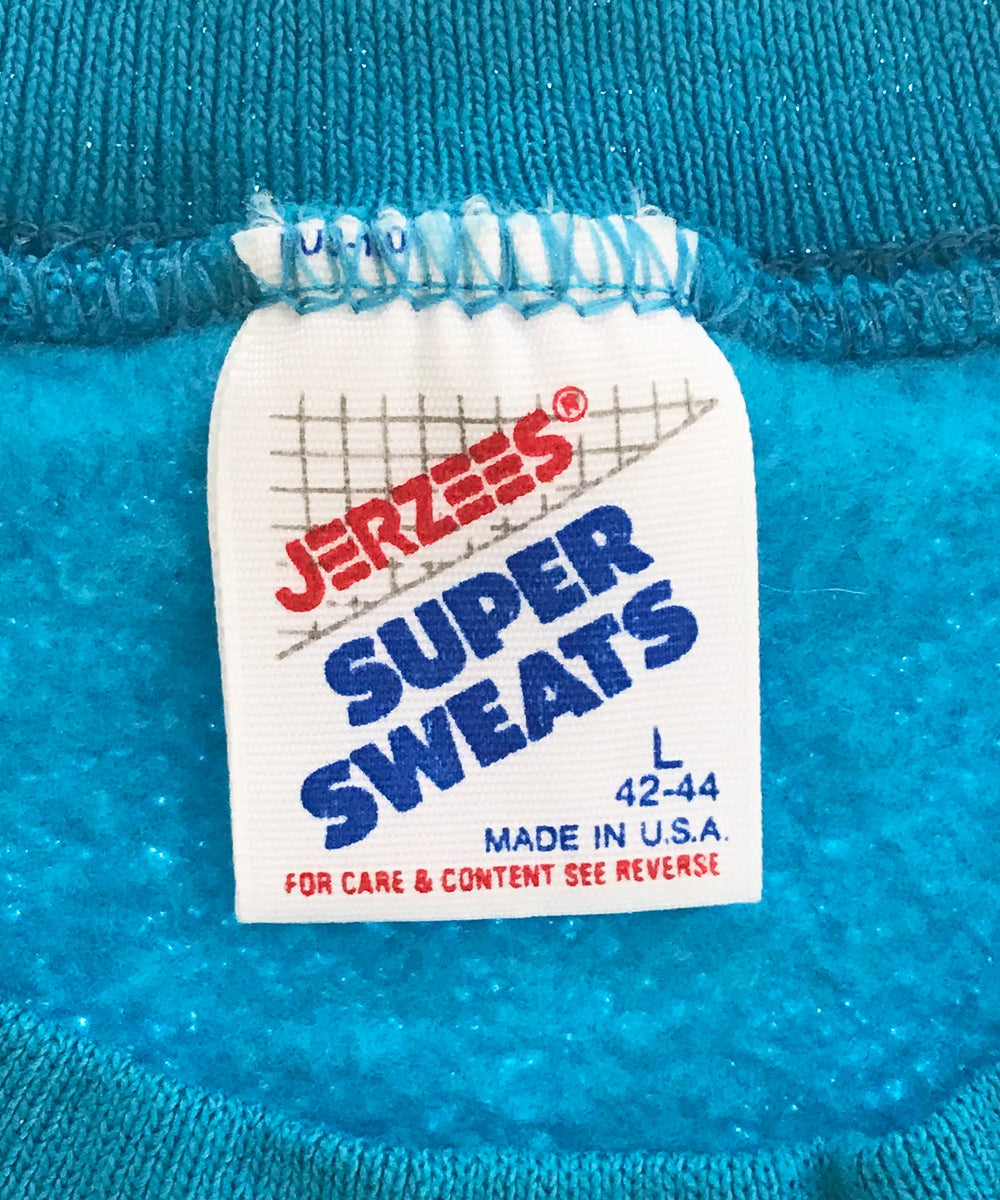 JERZEES®
SUPER
SWEATS
L
42-44
MADE IN U.S.A.
FOR CARE & CONTENT SEE REVERSE